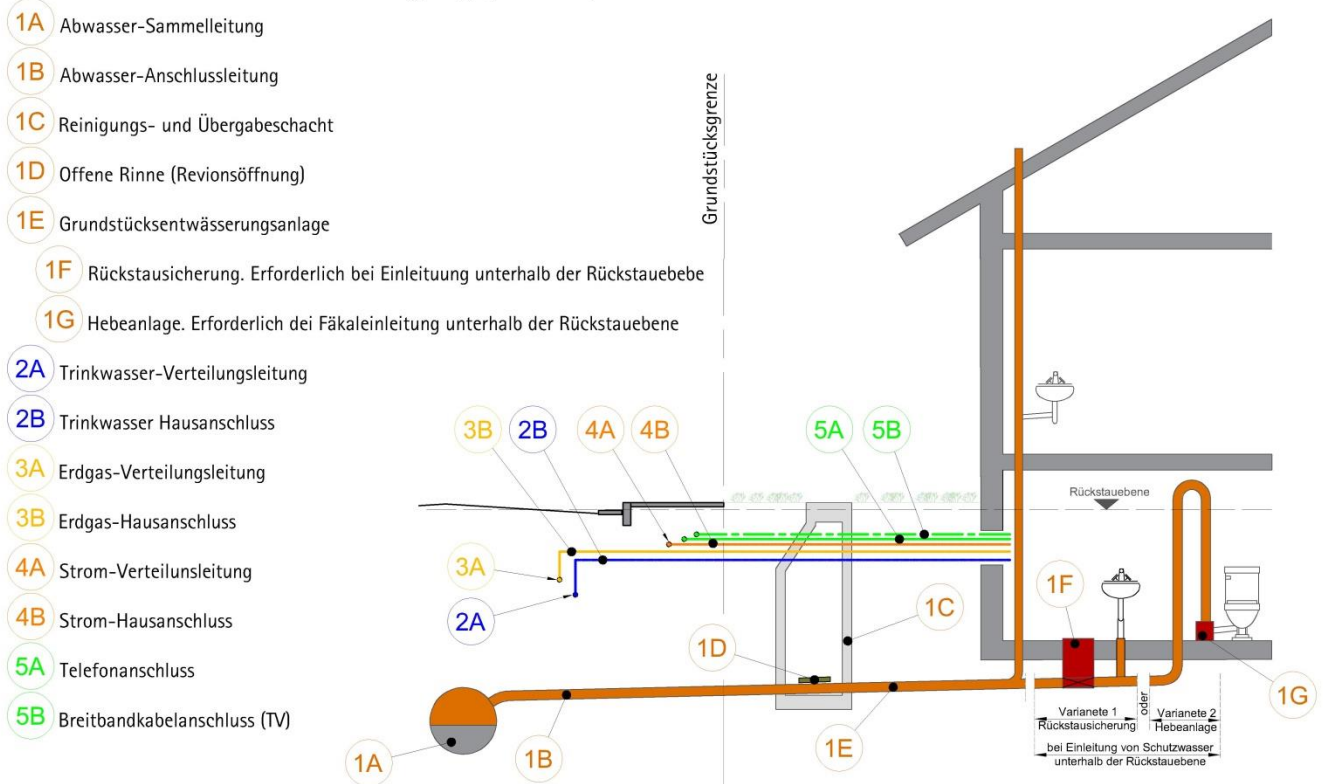 1A Abwasser-Sammelleitung
1B Abwasser-Anschlussleitung
1C Reinigungs- und Übergabeschacht
1D Offene Rinne (Revionsöffnung)
1E Grundstücksentwässerungsanlage
1F Rückstausicherung. Erforderlich bei Einleituung unterhalb der Rückstauebebe
1G Hebeanlage. Erforderlich dei Fäkaleinleitung unterhalb der Rückstauebene
2A Trinkwasser-Verteilungsleitung
2B Trinkwasser Hausanschluss
3A Erdgas-Verteilungsleitung
3B Erdgas-Hausanschluss
4A Strom-Verteilunsleitung
4B Strom-Hausanschluss
5A Telefonanschluss
5B Breitbandkabelanschluss (TV)
Grundstücksgrenze
3B
2B
4A
4B
5A
5B
Rückstauebene
3A
2A
1C
1F
1D
1G
1A
1B
1E
Varianete 1
Rückstausicherung
oder
Varianete 2
Hebeanlage
bei Einleitung von Schutzwasser
unterhalb der Rückstauebene